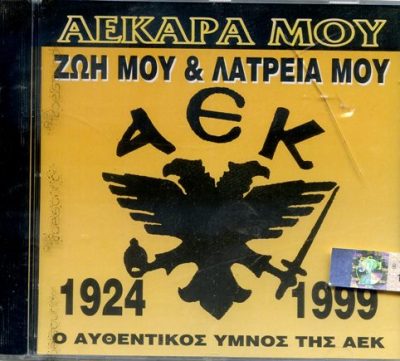 ΑΕΚΑΡΑ ΜΟΥ
ΖΩΗ ΜΟΥ & ΛΑΤΡΕΙΑ ΜΟΥ
ΑΕΚ
1924 1999
Ο ΑΥΘΕΝΤΙΚΟΣ ΥΜΝΟΣ ΤΗΣ ΑΕΚ